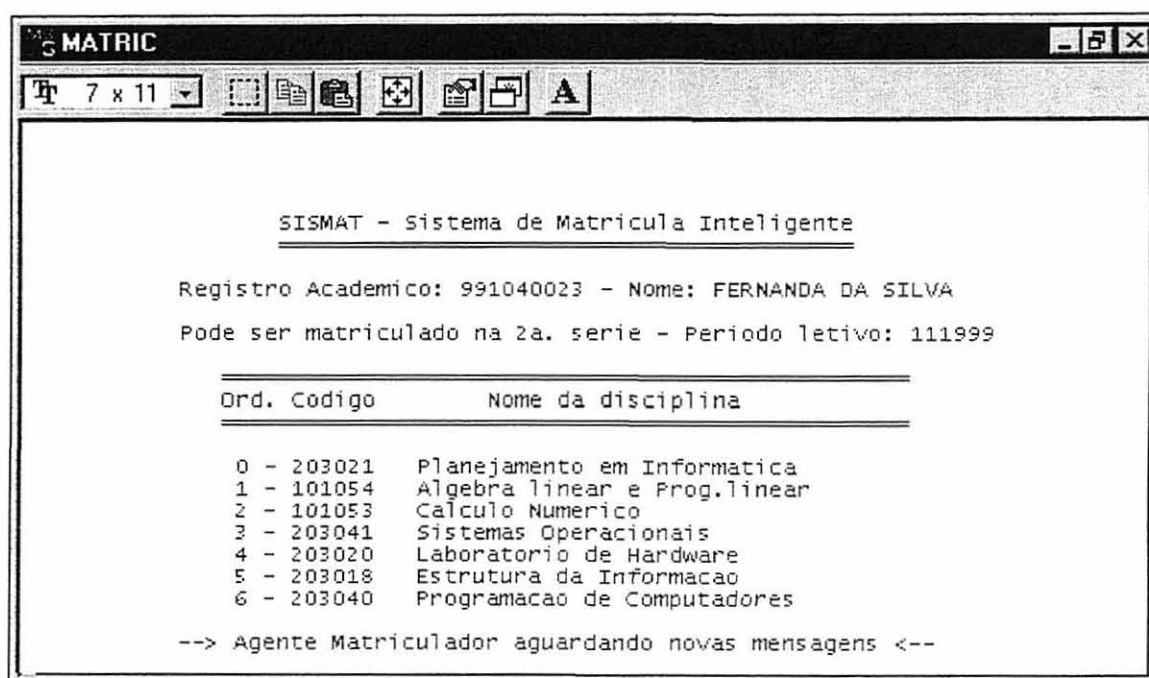 MATRIC
7 x 11
A
SISMAT - Sistema de Matricula Inteligente
Registro Academico: 991040023 - Nome: FERNANDA DA SILVA
Pode ser matriculado na 2a. serie - Periodo letivo: 111999
Ord. Codigo Nome da disciplina
0 - 203021 Planejamento em Informatica
1 - 101054 Algebra linear e Prog.linear
2 - 101053 Calculo Numerico
3 - 203041 Sistemas Operacionais
4 - 203020 Laboratorio de Hardware
5 - 203018 Estrutura da Informacao
6 - 203040 Programacao de Computadores
--> Agente Matriculador aguardando novas mensagens <--